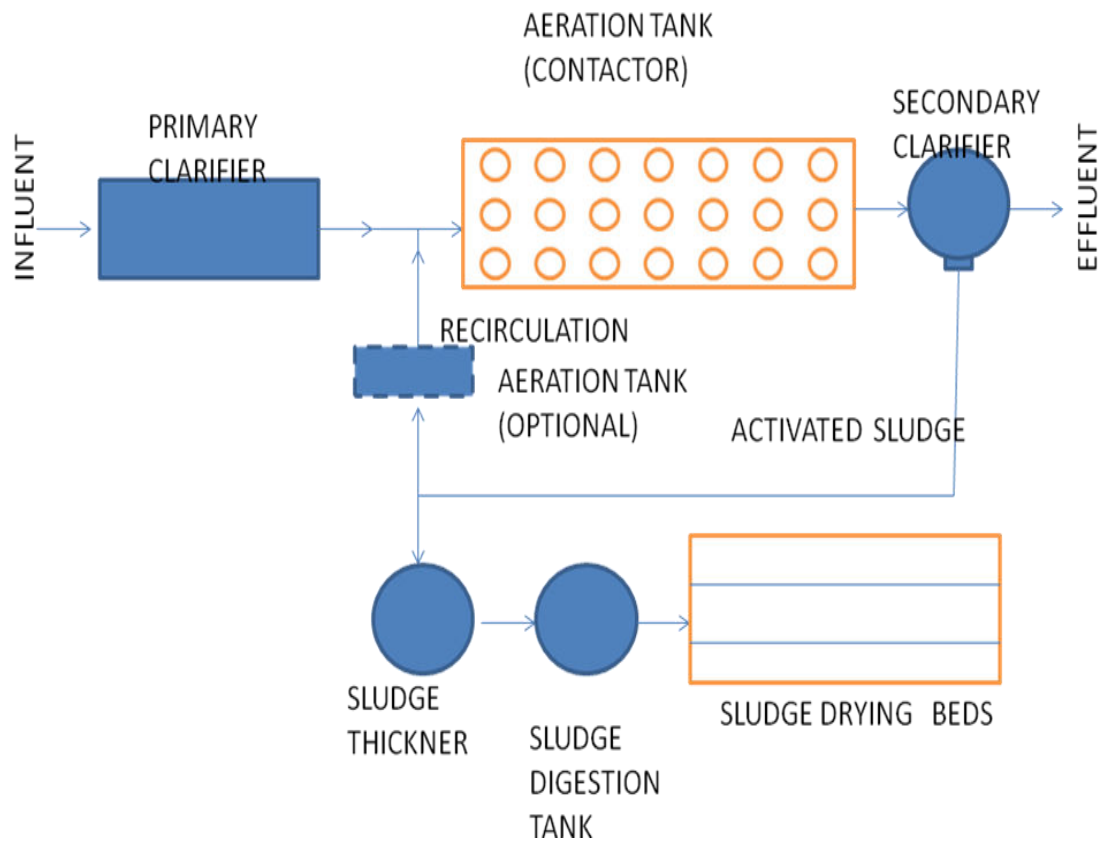 AERATION TANK
(CONTACTOR)
SECONDARY
CLARIFIER
PRIMARY
CLARIFIER
INFLUENT
EFFLUENT
RECIRCULATION
AERATION TANK
(OPTIONAL)
ACTIVATED SLUDGE
SLUDGE
THICKNER
SLUDGE
DIGESTION
TANK
SLUDGE DRYING BEDS